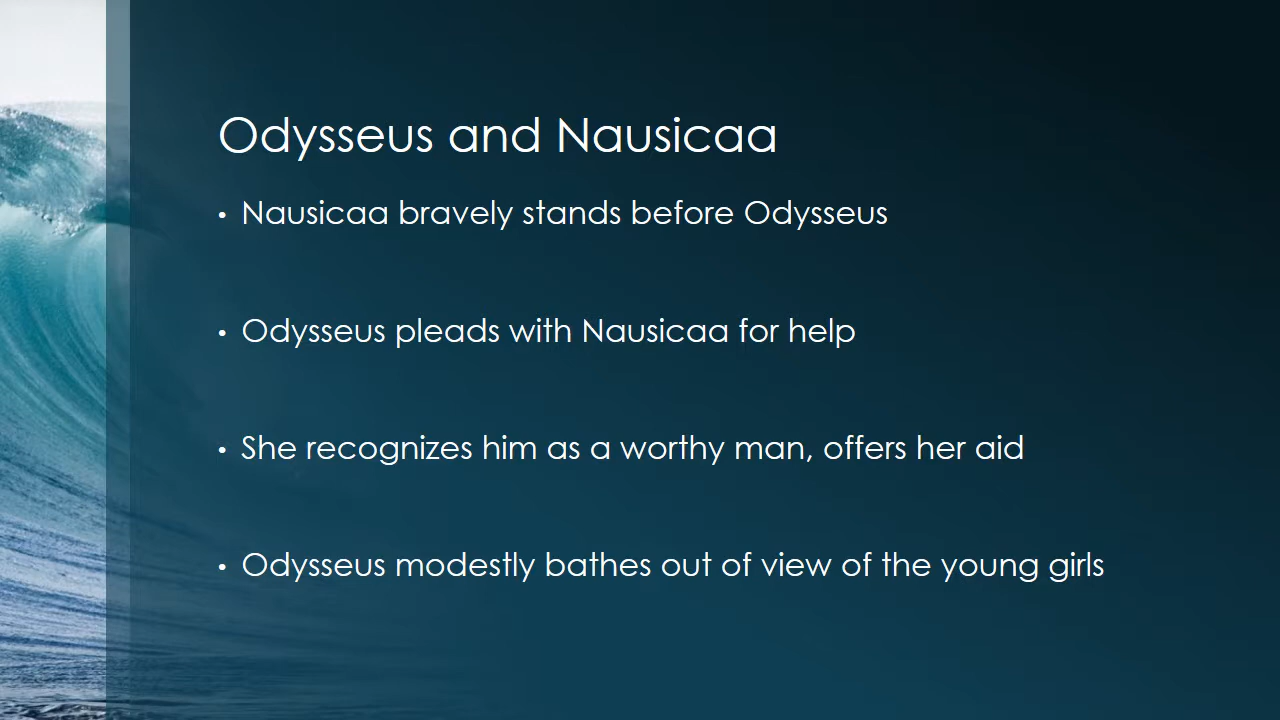 Odysseus and Nausicaa
• Nausicaa bravely stands before Odysseus
• Odysseus pleads with Nausicaa for help
• She recognizes him as a worthy man, offers her aid
• Odysseus modestly bathes out of view of the young girls